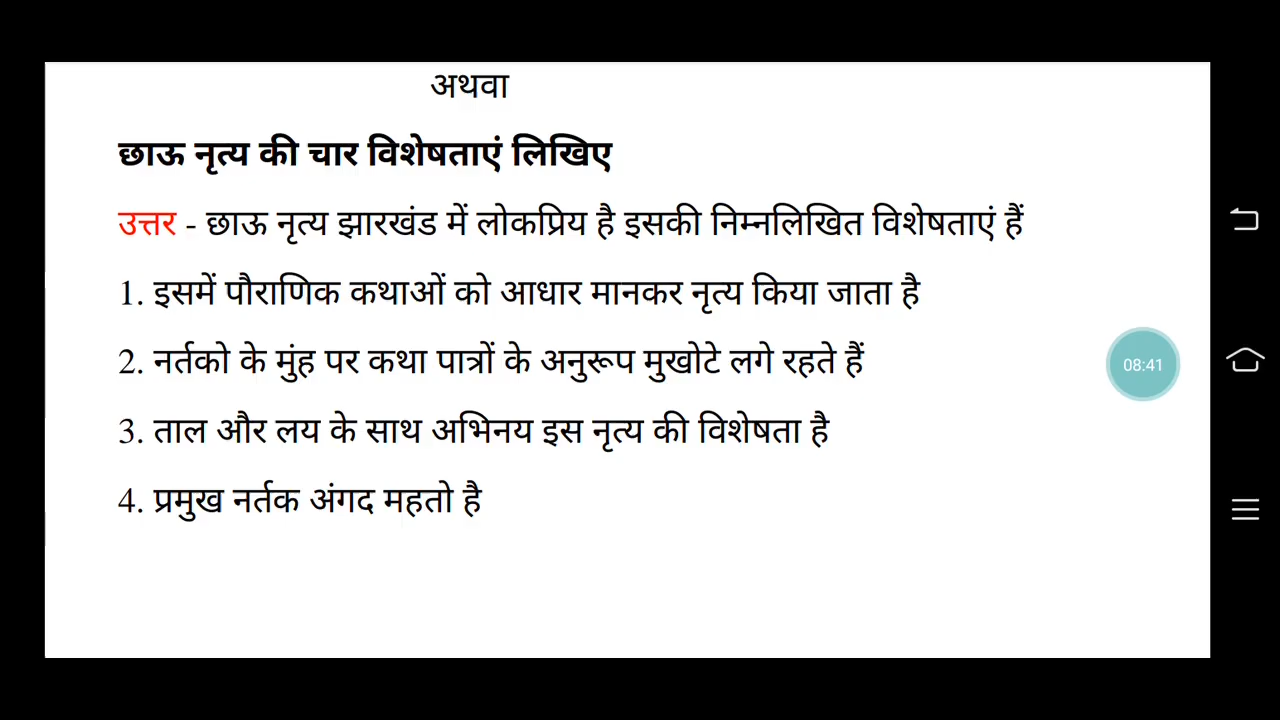 अथवा
छाऊ नृत्य की चार विशेषताएं लिखिए
उत्तर - छाऊ नृत्य झारखंड में लोकप्रिय है इसकी निम्नलिखित विशेषताएं हैं
1. इसमें पौराणिक कथाओं को आधार मानकर नृत्य किया जाता है
2. नर्तको के मुंह पर कथा पात्रों के अनुरूप मुखोटे लगे रहते हैं
08:41
3. ताल और लय के साथ अभिनय इस नृत्य की विशेषता है
4. प्रमुख नर्तक अंगद महतो है